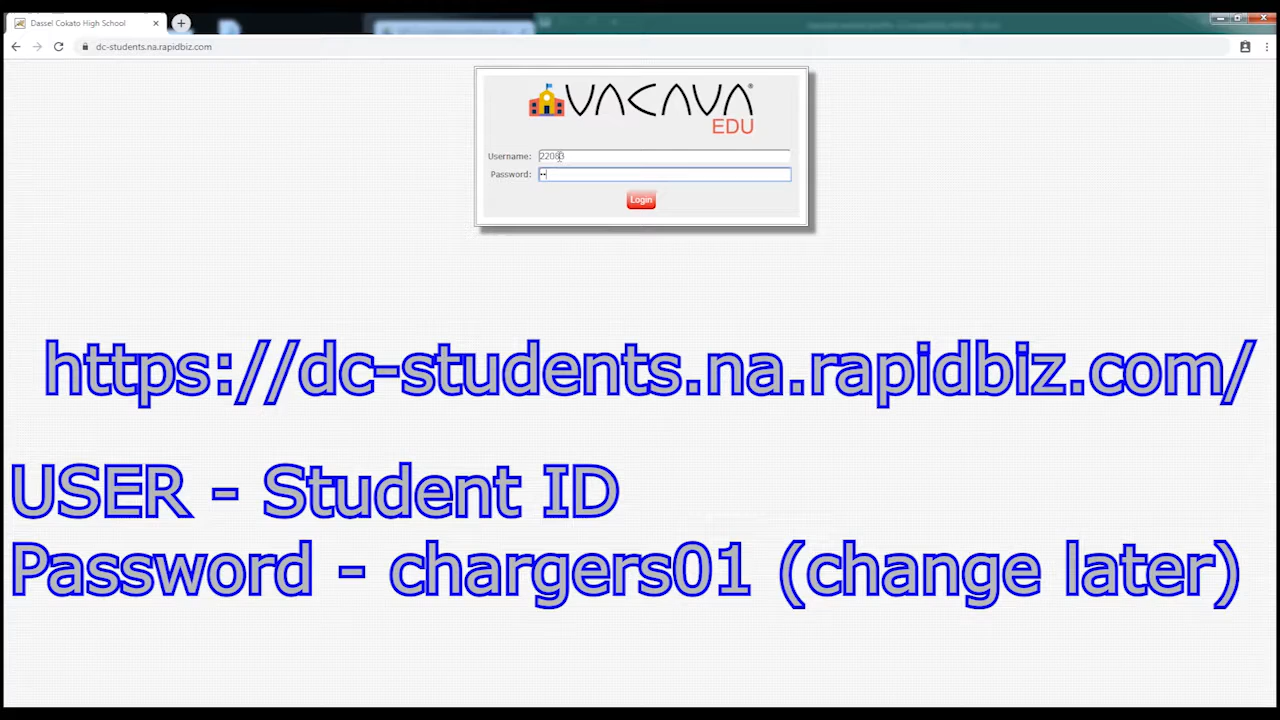 Dassel Cokato High School
dc-students.na.rapidbiz.com
VACAVA
EDU
Username:
Password:
Login
https://dc-students.na.rapidbiz.com/
USER - Student ID
Password - chargers01 (change later)